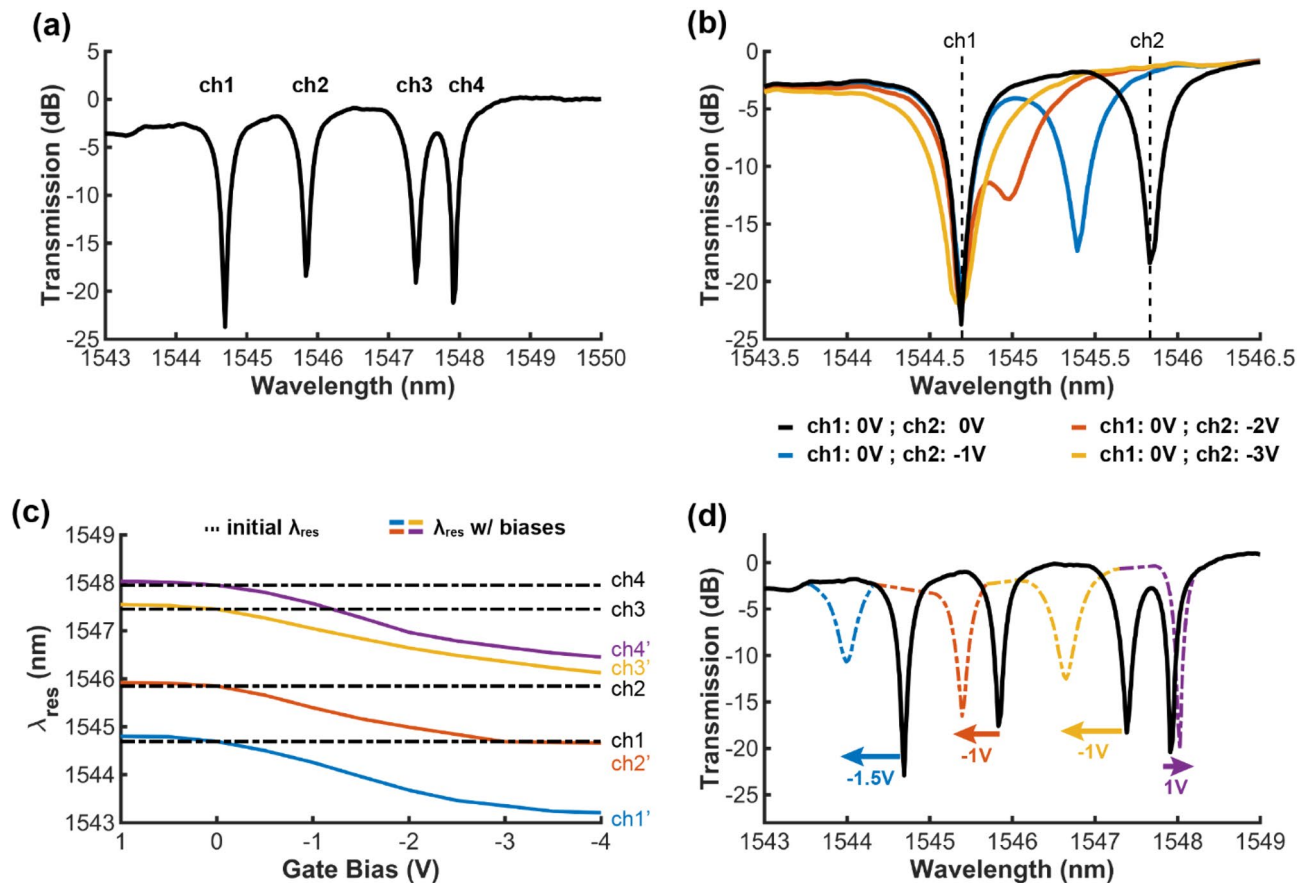 (a)
5
0
-5
-10
-15
-20
-25
Transmission (dB)
ch1 ch2 ch3 ch4
1543 1544 1545 1546 1547 1548 1549 1550
Wavelength (nm)
(b)
ch1 ch2
0
-5
-10
-15
-20
-25
Transmission (dB)
1543.5 1544 1544.5 1545 1545.5 1546 1546.5
Wavelength (nm)
ch1: 0V ; ch2: 0V
ch1: 0V ; ch2: -2V
ch1: 0V ; ch2: -1V
ch1: 0V ; ch2: -3V
(c)
initial λres
λres w/ biases
1549
1548
1547
1546
1545
1544
1543
λres (nm)
ch4
ch3
ch4'
ch3'
ch2
ch1
ch2'
ch1'
1 0 -1 -2 -3 -4
Gate Bias (V)
(d)
0
-5
-10
-15
-20
-25
Transmission (dB)
-1.5V
-1V
-1V
1V
1543 1544 1545 1546 1547 1548 1549
Wavelength (nm)